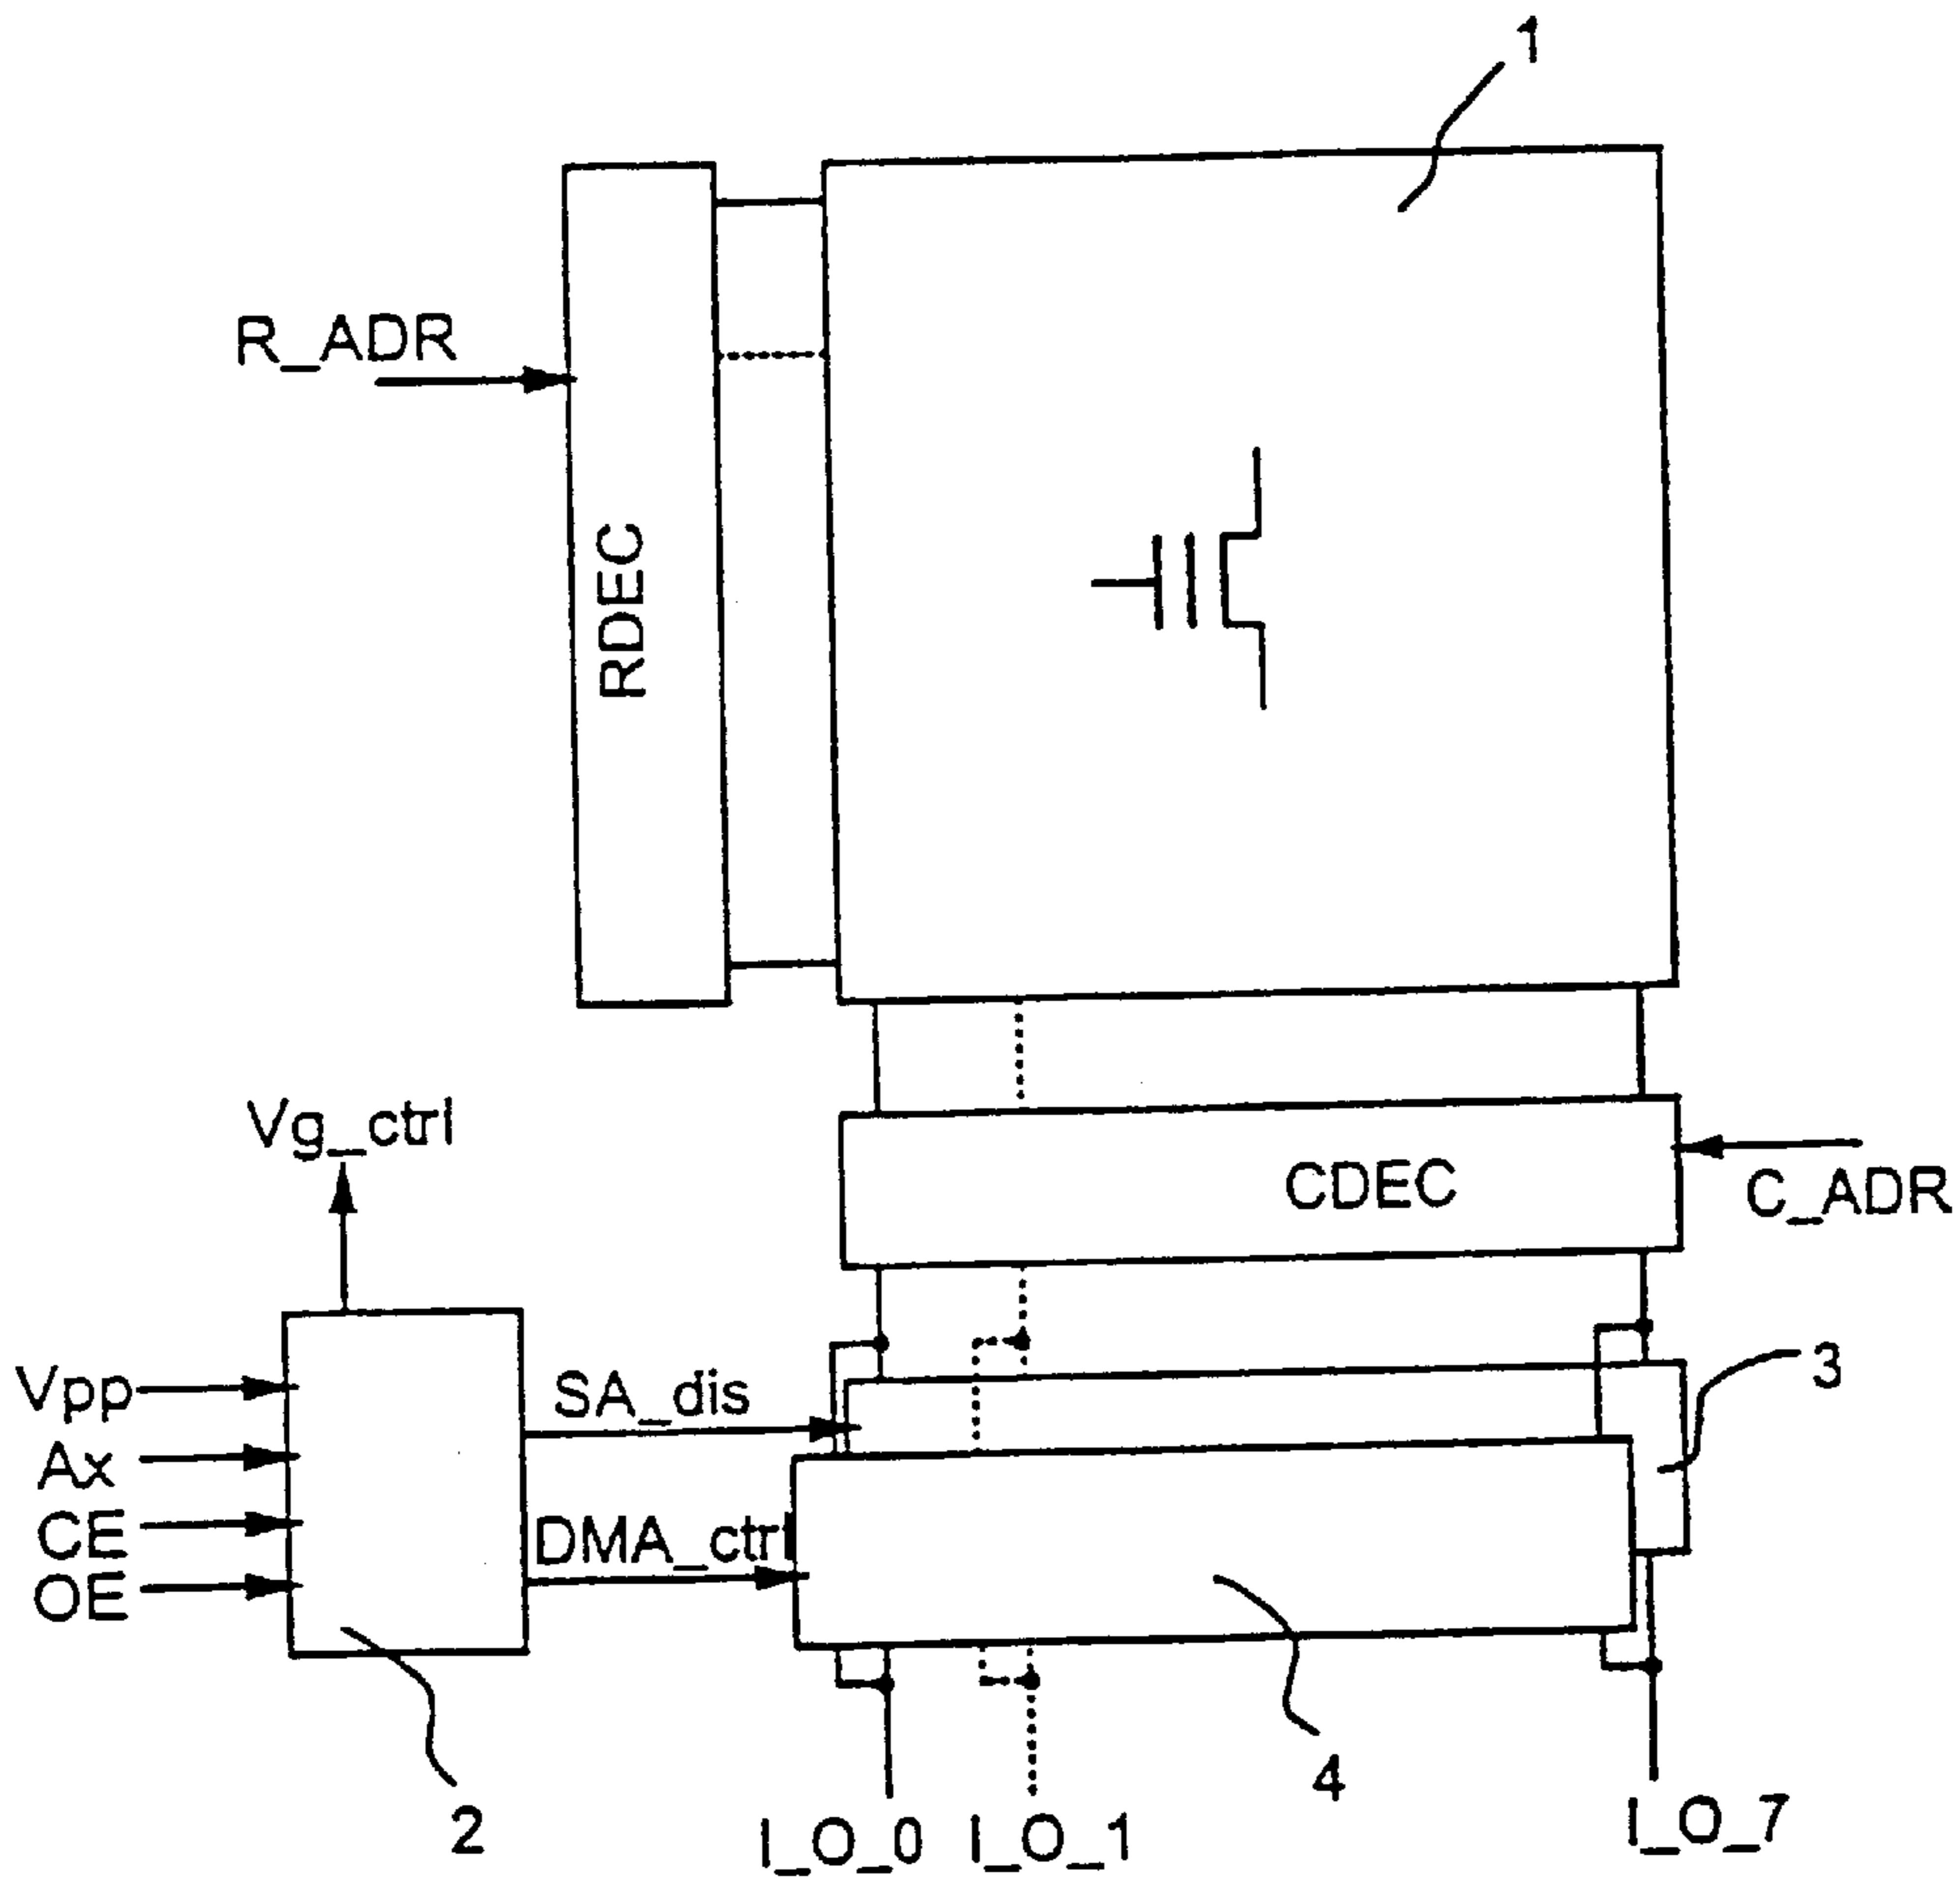 1
R_ADR
RDEC
Vg_ctrl
CDEC
C_ADR
Vpp
SA_dis
3
Ax
CE
DMA_ctrl
OE
4
2
I_O_0
I_O_1
I_O_7